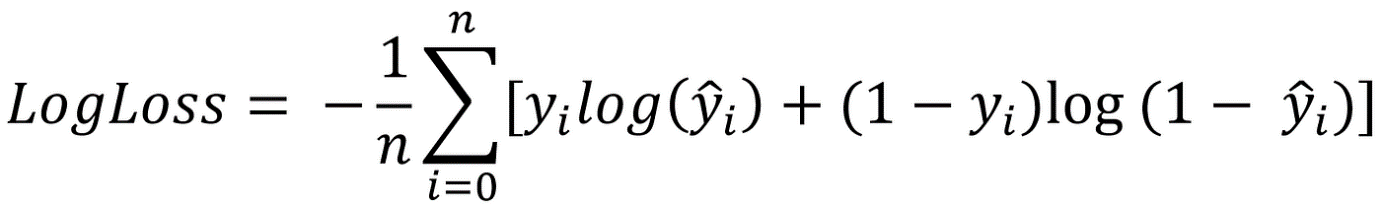 LogLoss = −1/n ∑_{i=0}^{n} [y_i log(ŷ_i) + (1 − y_i)log (1 − ŷ_i)]